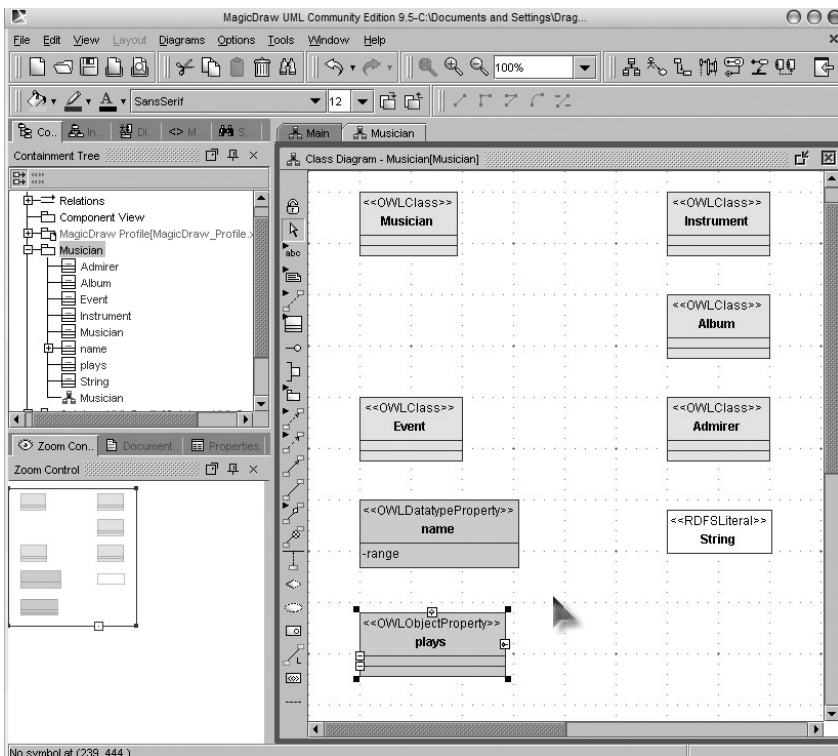 MagicDraw UML Community Edition 9.5-C:\Documents and Settings\Drag...
File Edit View Layout Diagrams Options Tools Window Help
100%
SansSerif 12
Co.. In.. Di.. M.. S..
Main Musician
Containment Tree
Class Diagram - Musician[Musician]
Relations
Component View
MagicDraw Profile[MagicDraw_Profile.x
Musician
Admirer
Album
Event
Instrument
Musician
name
plays
String
Musician
Zoom Con.. Document.. Properties
Zoom Control
abc
<<OWLClass>>
Musician
<<OWLClass>>
Instrument
<<OWLClass>>
Album
<<OWLClass>>
Event
<<OWLClass>>
Admirer
<<OWLDatatypeProperty>>
name
-range
<<RDFSLiteral>>
String
<<OWLObjectProperty>>
plays
No symbol at (239, 444 )